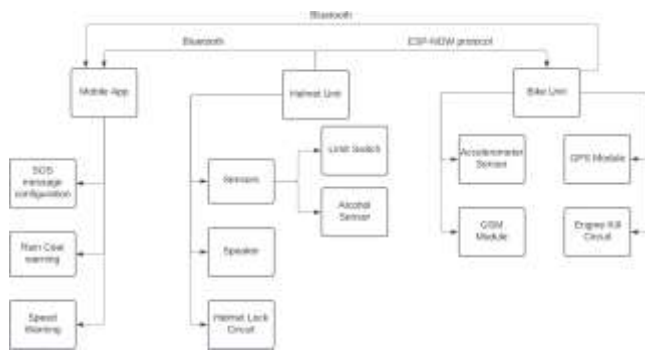 Bluetooth
Bluetooth
ESP-NOW protocol
Mobile App
Helmet Unit
Bike Unit
SOS
message
configuration
Rain Coat
warning
Speed
Warning
Sensors
Speaker
Helmet Lock
Circuit
Limit Switch
Alcohol
Sensor
Accelerometer
Sensor
GSM
Module
GPS Module
Engine Kill
Circuit